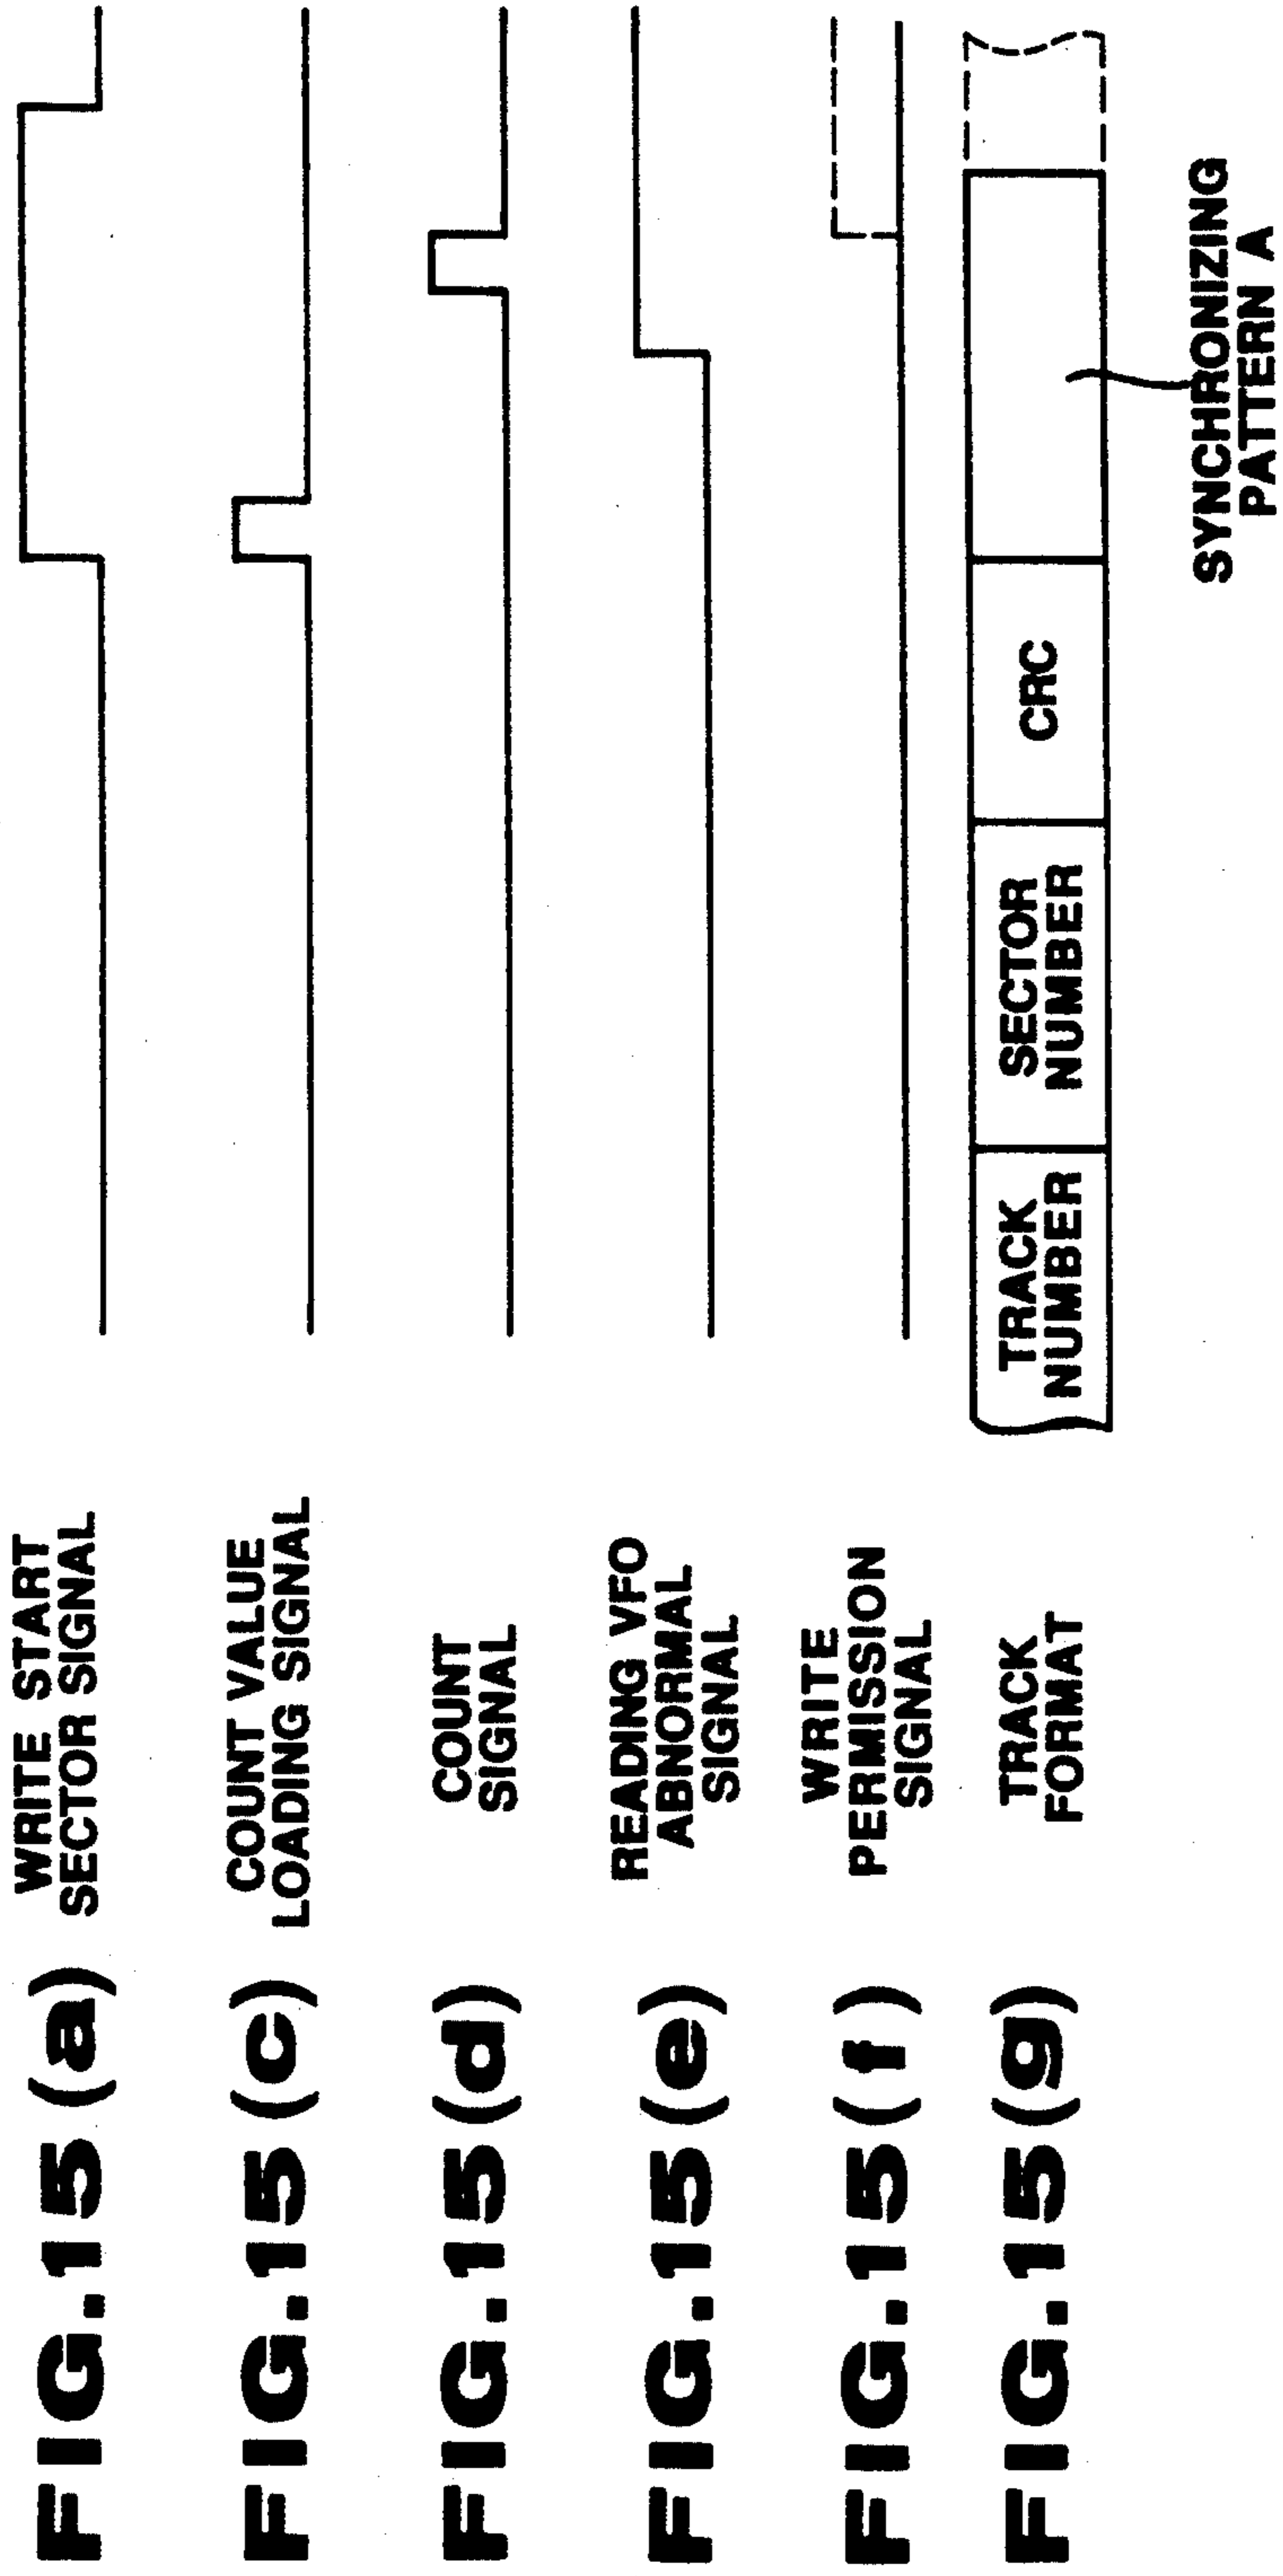 FIG.15 (a)
WRITE START
SECTOR SIGNAL
FIG.15 (c)
COUNT VALUE
LOADING SIGNAL
FIG.15 (d)
COUNT
SIGNAL
FIG.15 (e)
READING VFO
ABNORMAL
SIGNAL
FIG.15 (f)
WRITE
PERMISSION
SIGNAL
FIG.15 (g)
TRACK
FORMAT
TRACK
NUMBER
SECTOR
NUMBER
CRC
SYNCHRONIZING
PATTERN A